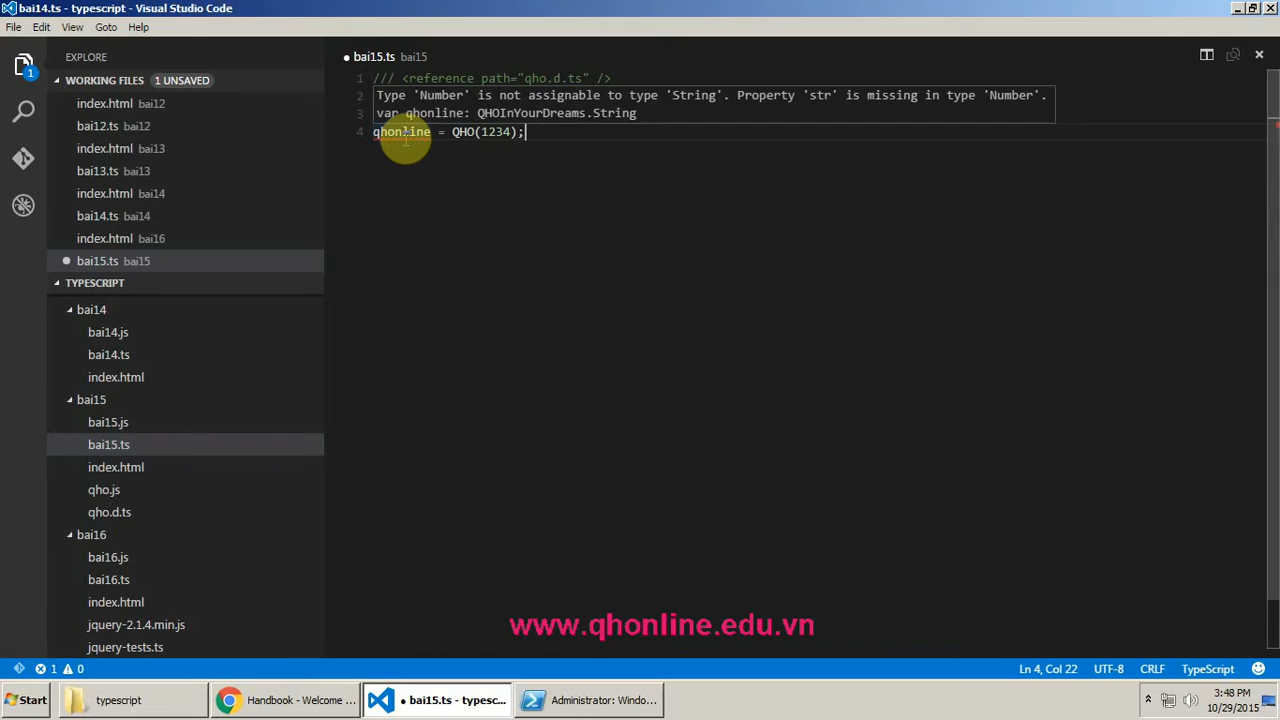 bai14.ts - typescript - Visual Studio Code
File Edit View Goto Help
EXPLORE
WORKING FILES 1 UNSAVED
index.html bai12
bai12.ts bai12
index.html bai13
bai13.ts bai13
index.html bai14
bai14.ts bai14
index.html bai16
bai15.ts bai15
TYPESCRIPT
bai14
bai14.js
bai14.ts
index.html
bai15
bai15.js
bai15.ts
index.html
qho.js
qho.d.ts
bai16
bai16.js
bai16.ts
index.html
jquery-2.1.4.min.js
jquery-tests.ts
1
bai15.ts bai15
1 /// <reference path="qho.d.ts" />
2 Type 'Number' is not assignable to type 'String'. Property 'str' is missing in type 'Number'.
3 var qhonline: QHOInYourDreams.String
4 qhonline = QHO(1234);
www.qhonline.edu.vn
1 0
Ln 4, Col 22 UTF-8 CRLF TypeScript
Start typescript Handbook - Welcome ... bai15.ts - typesc... Administrator: Windo...
3:48 PM
10/29/2015